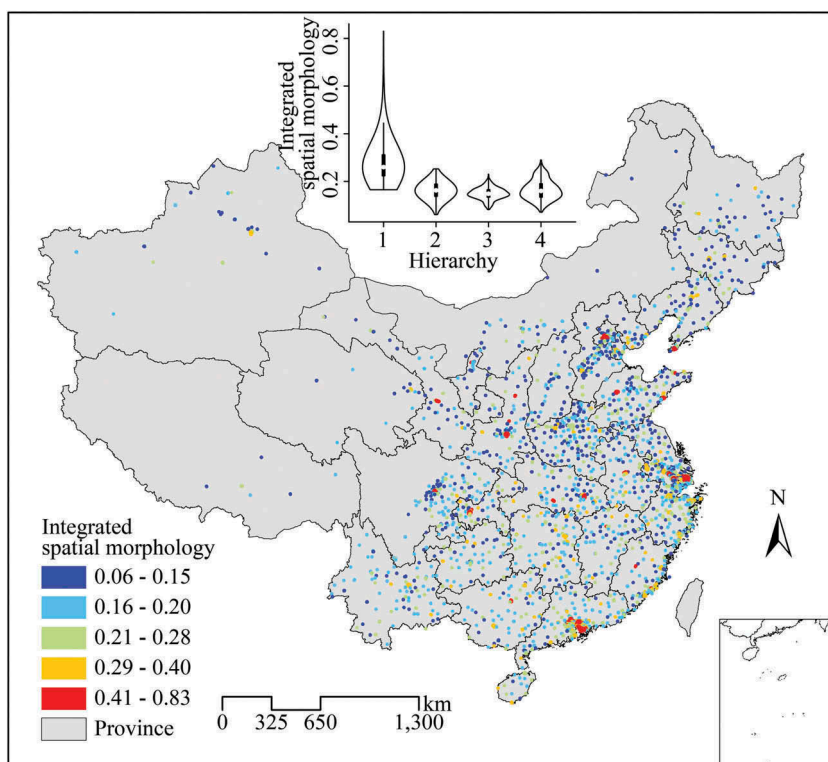 Integrated
spatial morphology
0.8
0.6
0.4
0.2
1 2 3 4
Hierarchy
N
Integrated
spatial morphology
0.06 - 0.15
0.16 - 0.20
0.21 - 0.28
0.29 - 0.40
0.41 - 0.83
Province
km
0 325 650 1,300